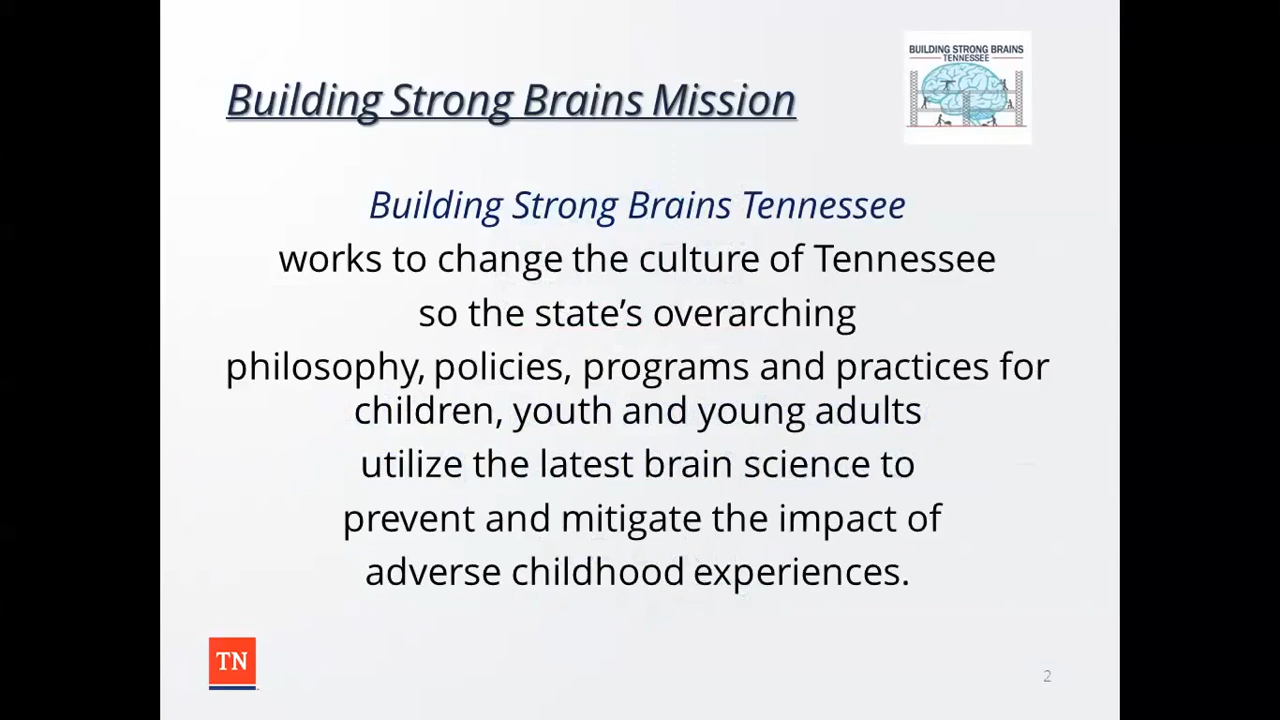 BUILDING STRONG BRAINS
TENNESSEE
Building Strong Brains Mission
Building Strong Brains Tennessee
works to change the culture of Tennessee
so the state’s overarching
philosophy, policies, programs and practices for
children, youth and young adults
utilize the latest brain science to
prevent and mitigate the impact of
adverse childhood experiences.
TN
2